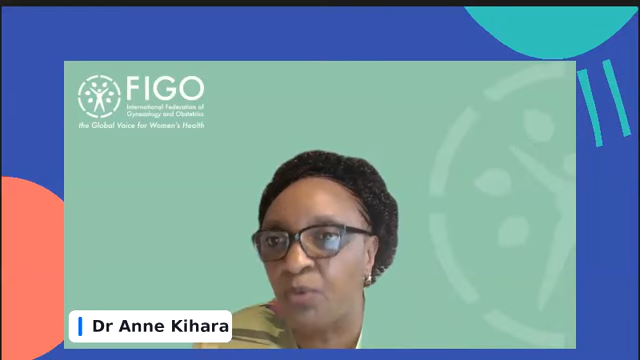 FIGO
International Federation of
Gynecology and Obstetrics
the Global Voice for Women's Health
Dr Anne Kihara